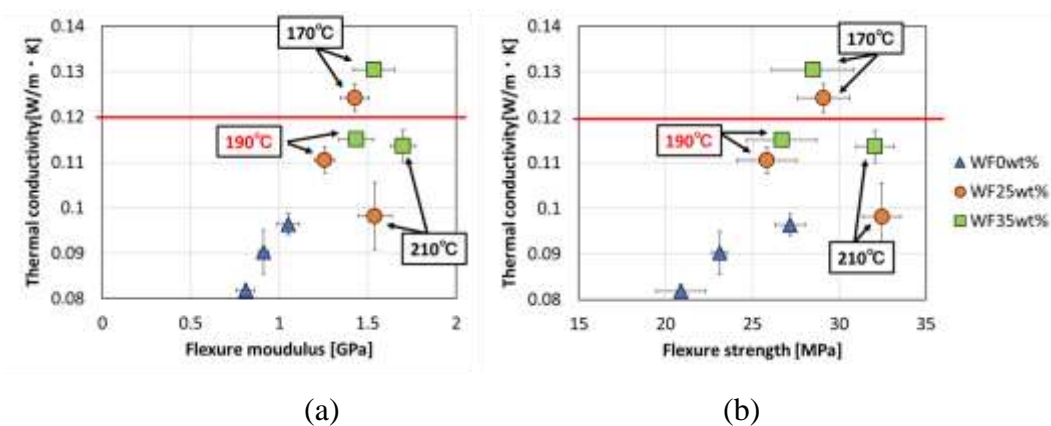 0.14
0.13
0.12
0.11
0.1
0.09
0.08
Thermal conductivity[W/m・K]
170℃
190℃
210℃
0 0.5 1 1.5 2
Flexure moudulus [GPa]
(a)
0.14
0.13
0.12
0.11
0.1
0.09
0.08
Thermal conductivity[W/m・K]
170℃
190℃
210℃
15 20 25 30 35
Flexure strength [MPa]
(b)
WF0wt%
WF25wt%
WF35wt%